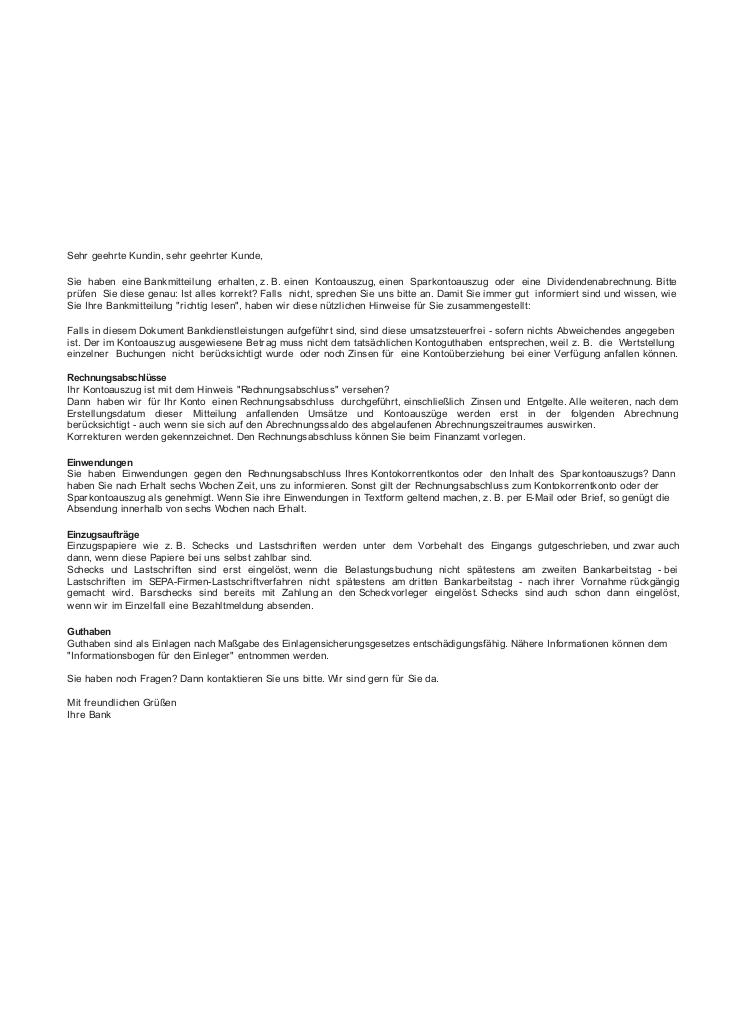 Sehr geehrte Kundin, sehr geehrter Kunde,
Sie haben eine Bankmitteilung erhalten, z. B. einen Kontoauszug, einen Sparkontoauszug oder eine Dividendenabrechnung. Bitte
prüfen Sie diese genau: Ist alles korrekt? Falls nicht, sprechen Sie uns bitte an. Damit Sie immer gut informiert sind und wissen, wie
Sie Ihre Bankmitteilung "richtig lesen", haben wir diese nützlichen Hinweise für Sie zusammengestellt:
Falls in diesem Dokument Bankdienstleistungen aufgeführt sind, sind diese umsatzsteuerfrei - sofern nichts Abweichendes angegeben
ist. Der im Kontoauszug ausgewiesene Betrag muss nicht dem tatsächlichen Kontoguthaben entsprechen, weil z. B. die Wertstellung
einzelner Buchungen nicht berücksichtigt wurde oder noch Zinsen für eine Kontoüberziehung bei einer Verfügung anfallen können.
Rechnungsabschlüsse
Ihr Kontoauszug ist mit dem Hinweis "Rechnungsabschluss" versehen?
Dann haben wir für Ihr Konto einen Rechnungsabschluss durchgeführt, einschließlich Zinsen und Entgelte. Alle weiteren, nach dem
Erstellungsdatum dieser Mitteilung anfallenden Umsätze und Kontoauszüge werden erst in der folgenden Abrechnung
berücksichtigt - auch wenn sie sich auf den Abrechnungssaldo des abgelaufenen Abrechnungszeitraumes auswirken.
Korrekturen werden gekennzeichnet. Den Rechnungsabschluss können Sie beim Finanzamt vorlegen.
Einwendungen
Sie haben Einwendungen gegen den Rechnungsabschluss Ihres Kontokorrentkontos oder den Inhalt des Sparkontoauszugs? Dann
haben Sie nach Erhalt sechs Wochen Zeit, uns zu informieren. Sonst gilt der Rechnungsabschluss zum Kontokorrentkonto oder der
Sparkontoauszug als genehmigt. Wenn Sie ihre Einwendungen in Textform geltend machen, z. B. per E-Mail oder Brief, so genügt die
Absendung innerhalb von sechs Wochen nach Erhalt.
Einzugsaufträge
Einzugspapiere wie z. B. Schecks und Lastschriften werden unter dem Vorbehalt des Eingangs gutgeschrieben, und zwar auch
dann, wenn diese Papiere bei uns selbst zahlbar sind.
Schecks und Lastschriften sind erst eingelöst, wenn die Belastungsbuchung nicht spätestens am zweiten Bankarbeitstag - bei
Lastschriften im SEPA-Firmen-Lastschriftverfahren nicht spätestens am dritten Bankarbeitstag - nach ihrer Vornahme rückgängig
gemacht wird. Barschecks sind bereits mit Zahlung an den Scheckvorleger eingelöst. Schecks sind auch schon dann eingelöst,
wenn wir im Einzelfall eine Bezahltmeldung absenden.
Guthaben
Guthaben sind als Einlagen nach Maßgabe des Einlagensicherungsgesetzes entschädigungsfähig. Nähere Informationen können dem
"Informationsbogen für den Einleger" entnommen werden.
Sie haben noch Fragen? Dann kontaktieren Sie uns bitte. Wir sind gern für Sie da.
Mit freundlichen Grüßen
Ihre Bank